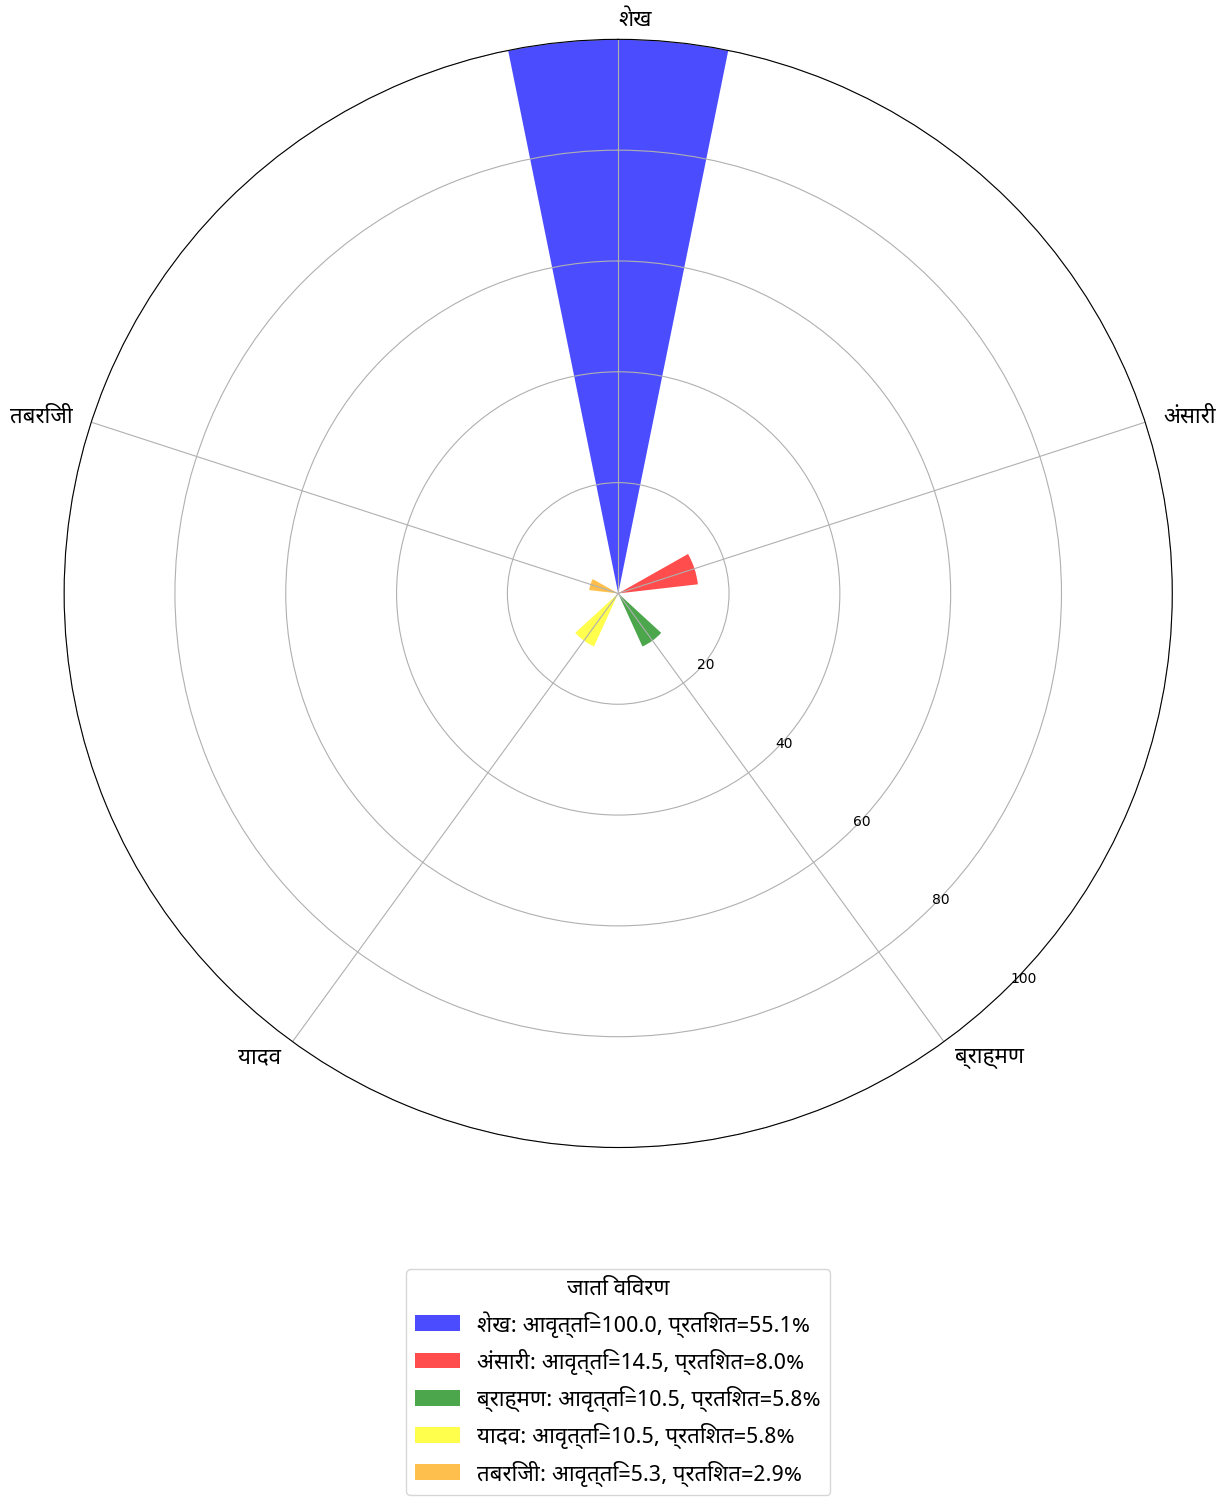 शेख
तबरिजी
अंसारी
20
40
60
80
100
यादव
ब्राह्मण
जाति विवरण
शेख: आवृत्ति=100.0, प्रतिशत=55.1%
अंसारी: आवृत्ति=14.5, प्रतिशत=8.0%
ब्राह्मण: आवृत्ति=10.5, प्रतिशत=5.8%
यादव: आवृत्ति=10.5, प्रतिशत=5.8%
तबरिजी: आवृत्ति=5.3, प्रतिशत=2.9%